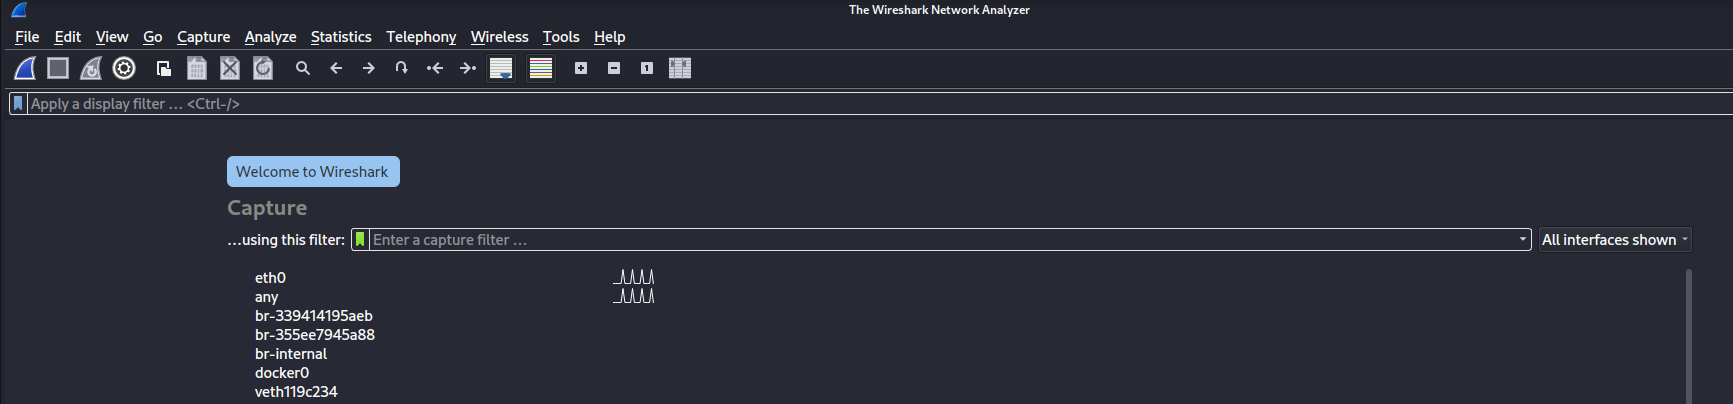 The Wireshark Network Analyzer
File Edit View Go Capture Analyze Statistics Telephony Wireless Tools Help
1
Apply a display filter … <Ctrl-/>
Welcome to Wireshark
Capture
…using this filter: Enter a capture filter … All interfaces shown
eth0
any
br-339414195aeb
br-355ee7945a88
br-internal
docker0
veth119c234